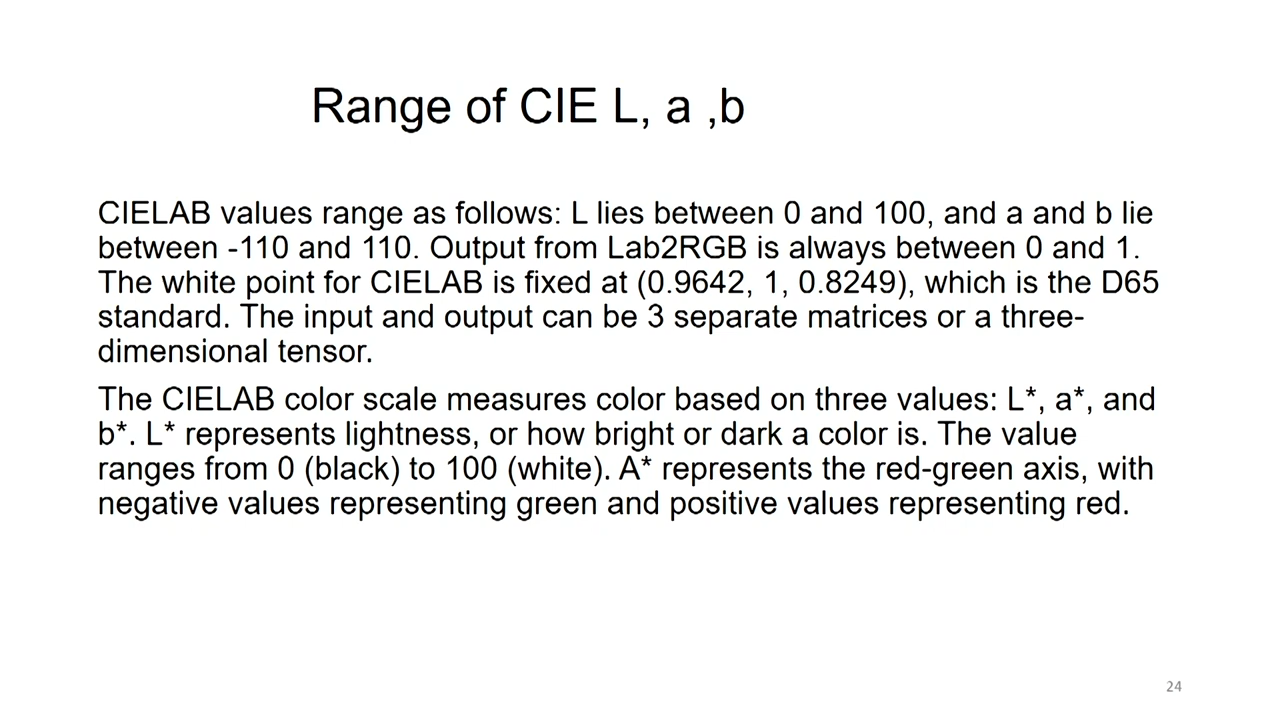 Range of CIE L, a ,b
CIELAB values range as follows: L lies between 0 and 100, and a and b lie
between -110 and 110. Output from Lab2RGB is always between 0 and 1.
The white point for CIELAB is fixed at (0.9642, 1, 0.8249), which is the D65
standard. The input and output can be 3 separate matrices or a three-
dimensional tensor.
The CIELAB color scale measures color based on three values: L*, a*, and
b*. L* represents lightness, or how bright or dark a color is. The value
ranges from 0 (black) to 100 (white). A* represents the red-green axis, with
negative values representing green and positive values representing red.
24